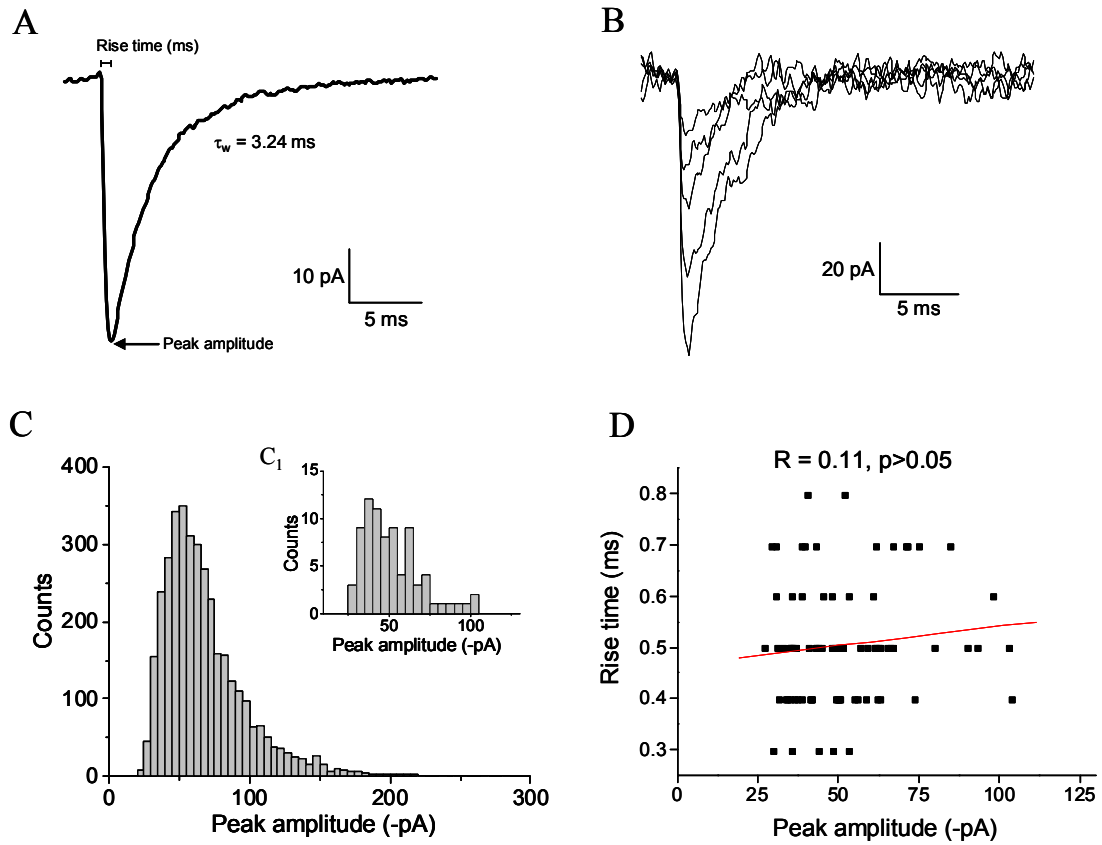 A
Rise time (ms)
τw = 3.24 ms
10 pA
5 ms
Peak amplitude
B
20 pA
5 ms
C
400
300
200
100
0
Counts
0
100
200
300
Peak amplitude (-pA)
C1
15
10
5
0
Counts
50
100
Peak amplitude (-pA)
D
R = 0.11, p>0.05
0.8
0.7
0.6
0.5
0.4
0.3
Rise time (ms)
0
25
50
75
100
125
Peak amplitude (-pA)